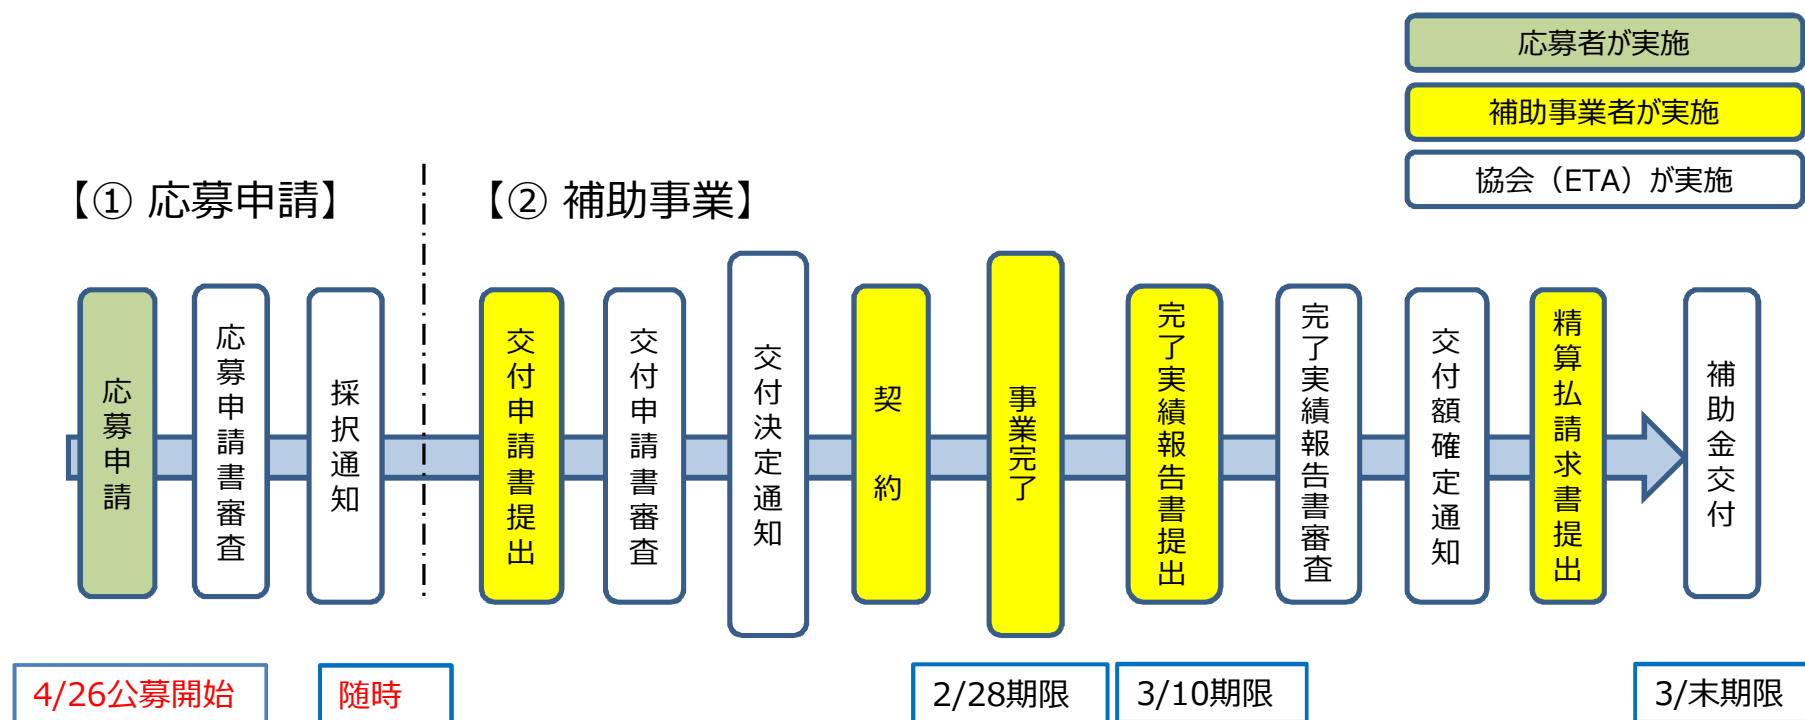 応募者が実施
補助事業者が実施
協会（ETA）が実施
【① 応募申請】
【② 補助事業】
応募申請
応募申請書審査
採択通知
交付申請書提出
交付申請書審査
交付決定通知
契約
事業完了
完了実績報告書提出
完了実績報告書審査
交付額確定通知
精算払請求書提出
補助金交付
4/26公募開始
随時
2/28期限
3/10期限
3/末期限